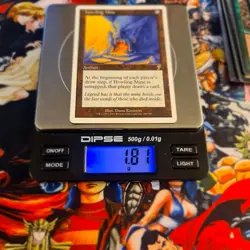 Howling Mine
Artifact
At the beginning of each player's
draw step, if Howling Mine is
untapped, that player draws a card.
Legend has it that the mine howls out
the last words of those who died inside.
ON/OFF
MODE
DIPSE 500g / 0.01g
TARE
LIGHT
1.81
g